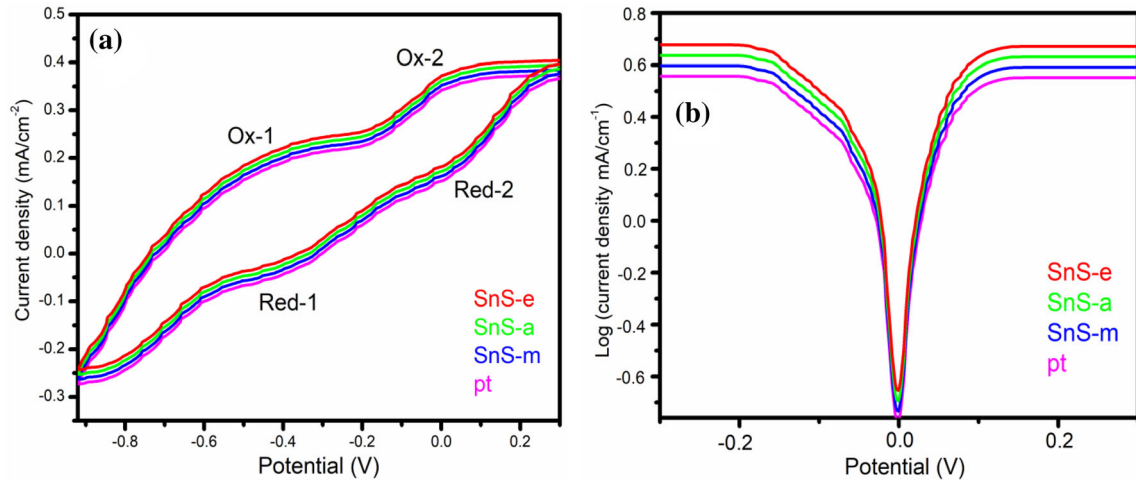 (a)
Ox-1
Ox-2
Red-1
Red-2
SnS-e
SnS-a
SnS-m
pt
Current density (mA/cm-2)
0.5
0.4
0.3
0.2
0.1
0.0
-0.1
-0.2
-0.3
-0.8
-0.6
-0.4
-0.2
0.0
0.2
Potential (V)
(b)
SnS-e
SnS-a
SnS-m
pt
Log (current density mA/cm-1)
0.8
0.6
0.4
0.2
0.0
-0.2
-0.4
-0.6
-0.2
0.0
0.2
Potential (V)